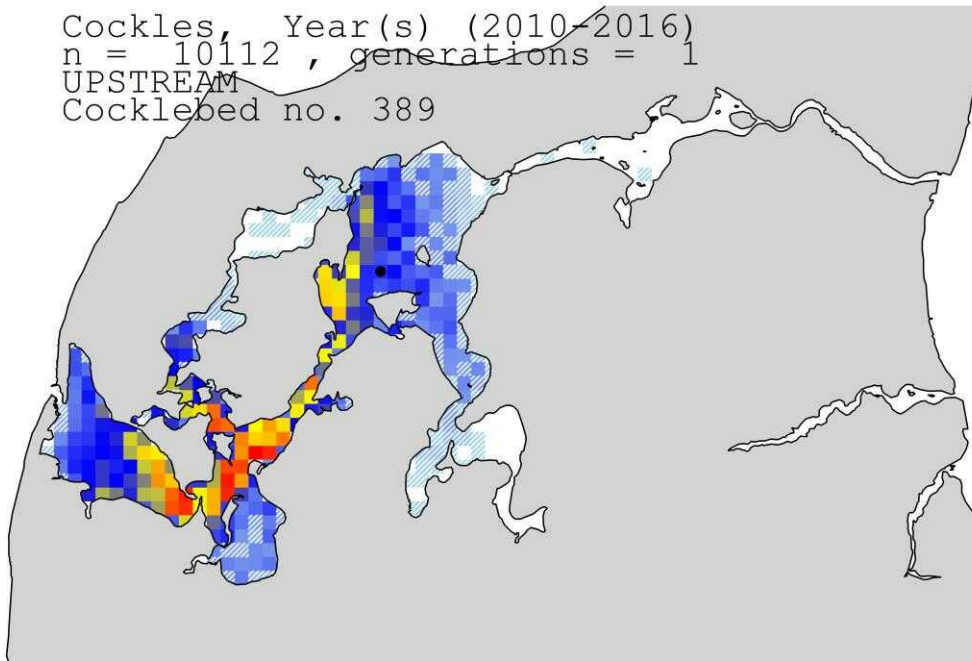 Cockles, Year(s) (2010-2016)
n = 10112 , generations = 1
UPSTREAM
Cocklebed no. 389